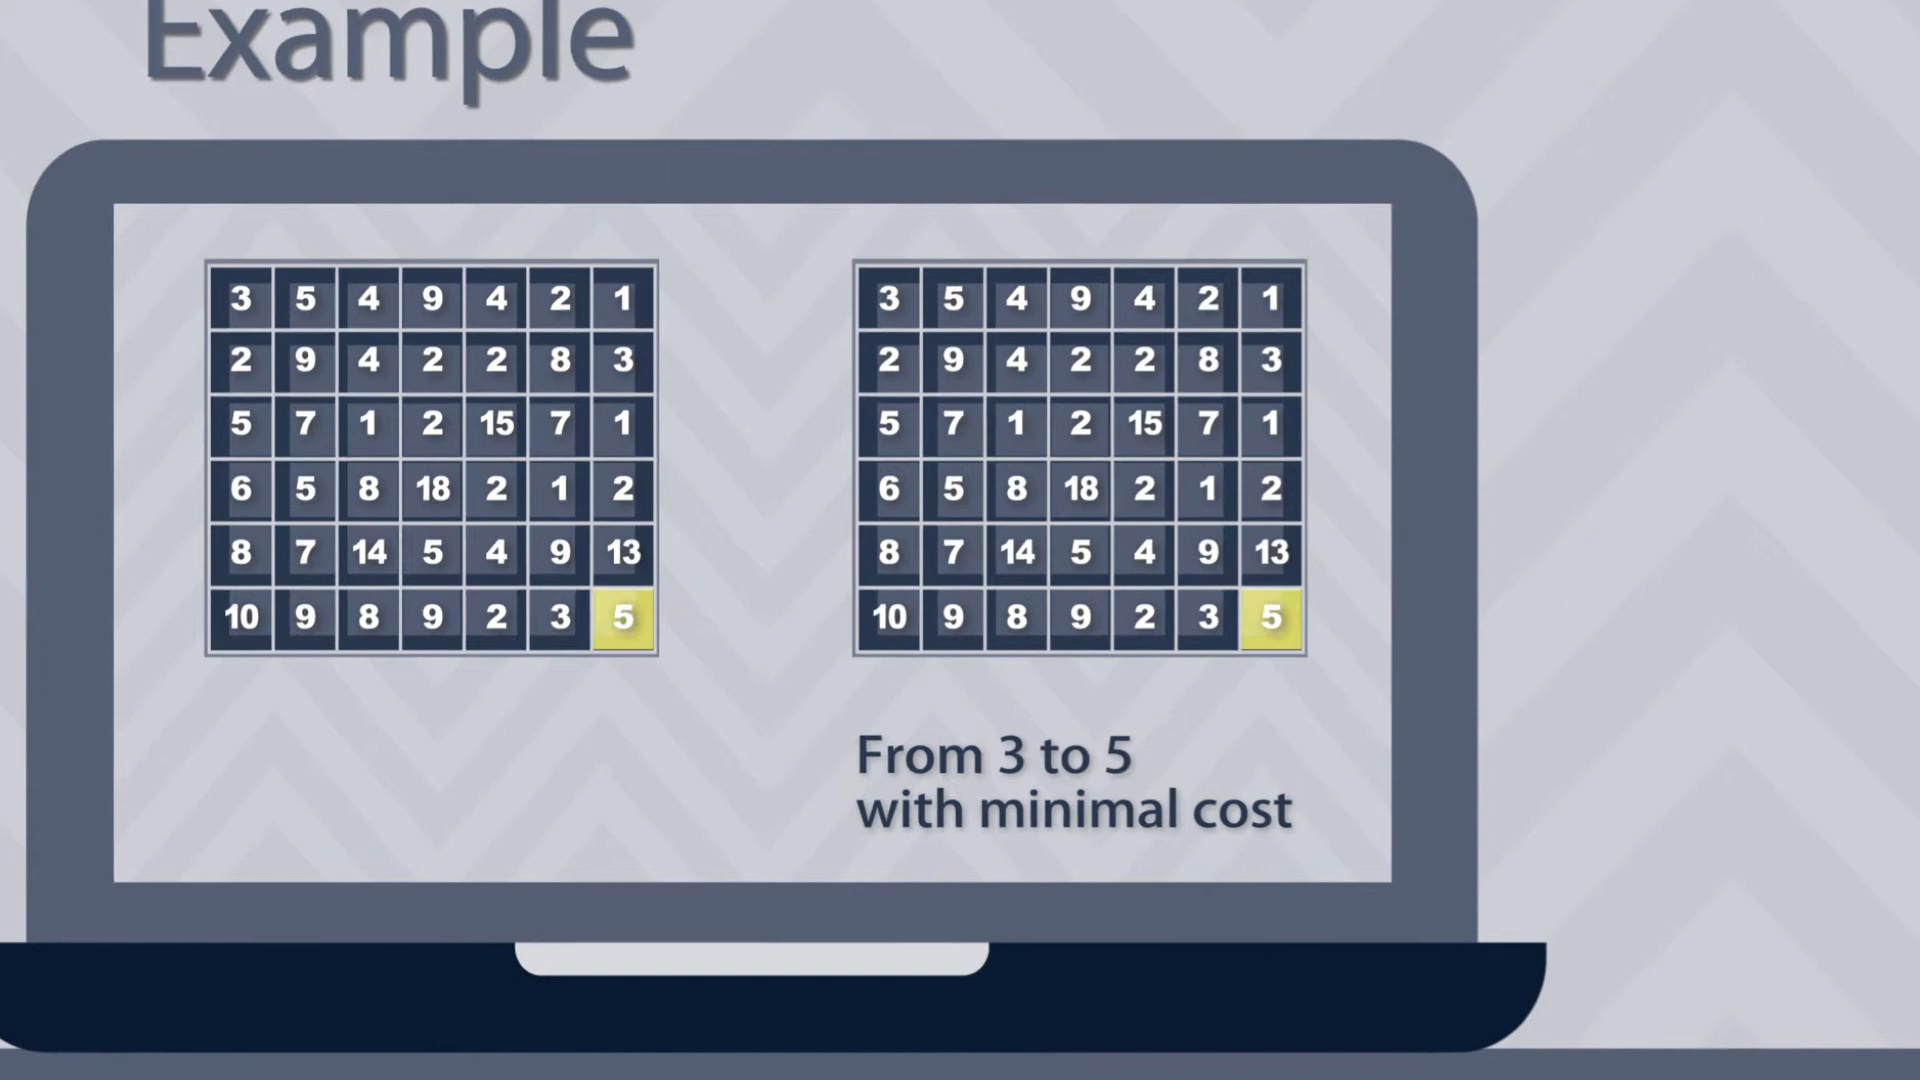 Example
3 5 4 9 4 2 1
2 9 4 2 2 8 3
5 7 1 2 15 7 1
6 5 8 18 2 1 2
8 7 14 5 4 9 13
10 9 8 9 2 3 5
3 5 4 9 4 2 1
2 9 4 2 2 8 3
5 7 1 2 15 7 1
6 5 8 18 2 1 2
8 7 14 5 4 9 13
10 9 8 9 2 3 5
From 3 to 5
with minimal cost